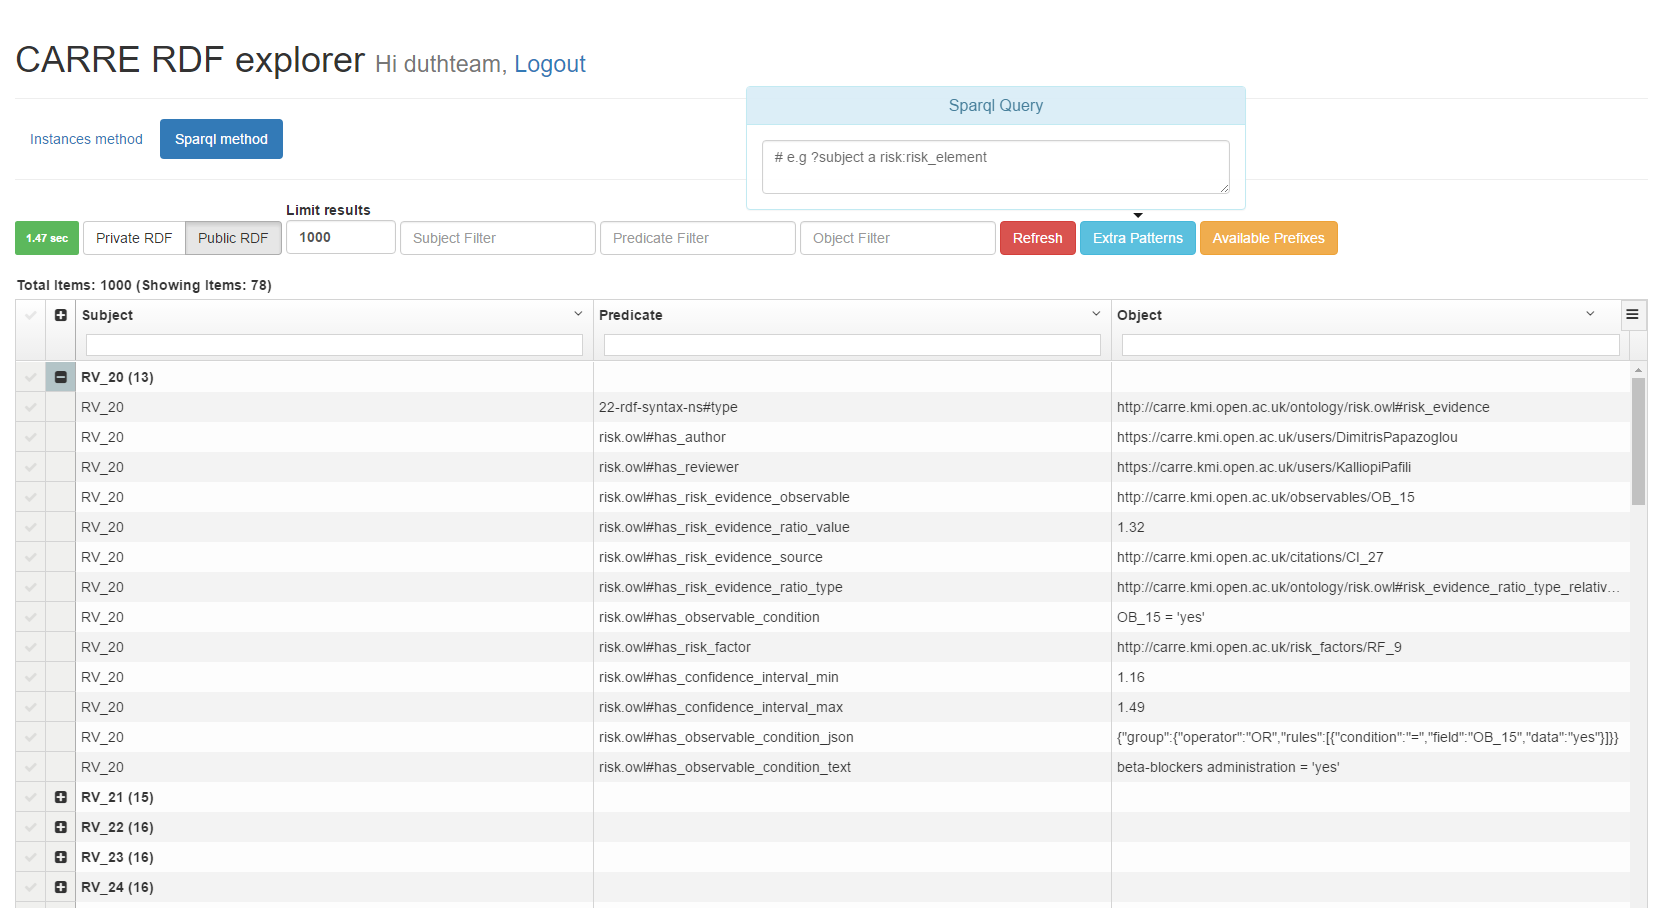 CARRE RDF explorer Hi duthteam, Logout
Sparql Query
Instances method Sparql method
# e.g ?subject a risk:risk_element
Limit results
1.47 sec Private RDF Public RDF 1000 Subject Filter Predicate Filter Object Filter Refresh Extra Patterns Available Prefixes
Total Items: 1000 (Showing Items: 78)
Subject Predicate Object
RV_20 (13)
RV_20 22-rdf-syntax-ns#type http://carre.kmi.open.ac.uk/ontology/risk.owl#risk_evidence
RV_20 risk.owl#has_author https://carre.kmi.open.ac.uk/users/DimitrisPapazoglou
RV_20 risk.owl#has_reviewer https://carre.kmi.open.ac.uk/users/KalliopiPafili
RV_20 risk.owl#has_risk_evidence_observable http://carre.kmi.open.ac.uk/observables/OB_15
RV_20 risk.owl#has_risk_evidence_ratio_value 1.32
RV_20 risk.owl#has_risk_evidence_source http://carre.kmi.open.ac.uk/citations/CI_27
RV_20 risk.owl#has_risk_evidence_ratio_type http://carre.kmi.open.ac.uk/ontology/risk.owl#risk_evidence_ratio_type_relativ…
RV_20 risk.owl#has_observable_condition OB_15 = 'yes'
RV_20 risk.owl#has_risk_factor http://carre.kmi.open.ac.uk/risk_factors/RF_9
RV_20 risk.owl#has_confidence_interval_min 1.16
RV_20 risk.owl#has_confidence_interval_max 1.49
RV_20 risk.owl#has_observable_condition_json {"group":{"operator":"OR","rules":[{"condition":"=","field":"OB_15","data":"yes"}]}}
RV_20 risk.owl#has_observable_condition_text beta-blockers administration = 'yes'
RV_21 (15)
RV_22 (16)
RV_23 (16)
RV_24 (16)